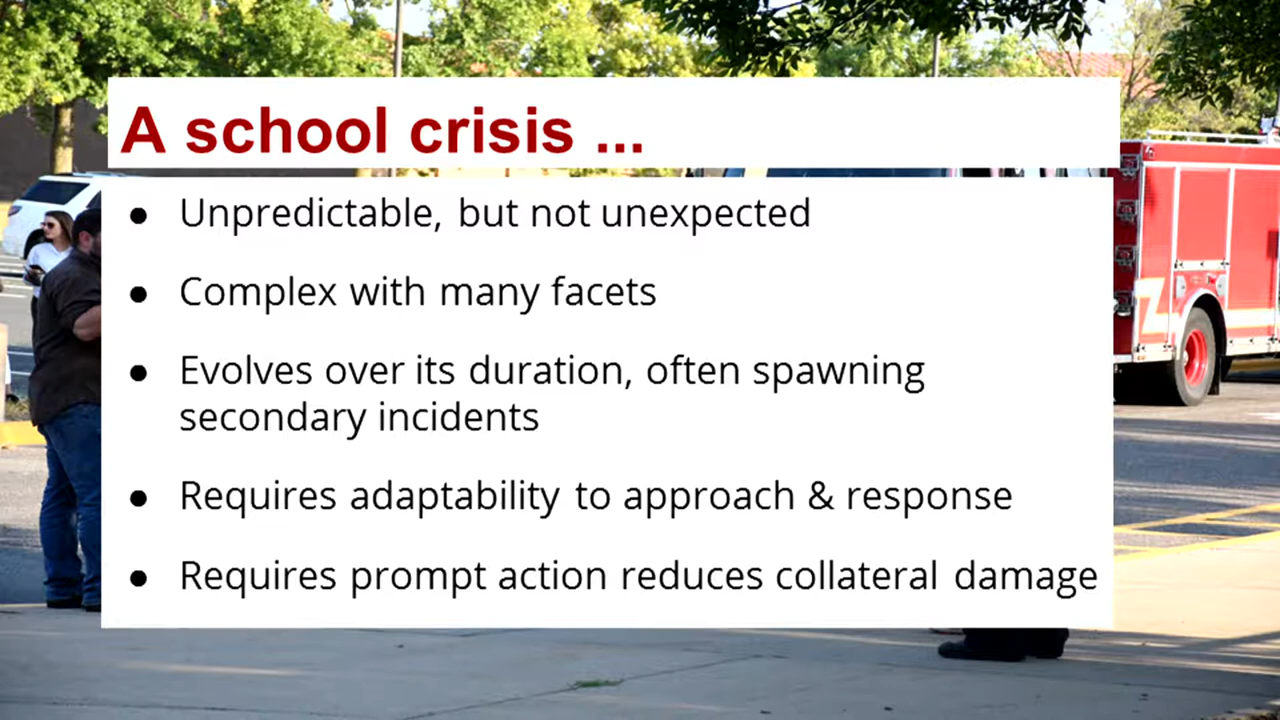 A school crisis ...
● Unpredictable, but not unexpected
● Complex with many facets
● Evolves over its duration, often spawning
secondary incidents
● Requires adaptability to approach & response
● Requires prompt action reduces collateral damage